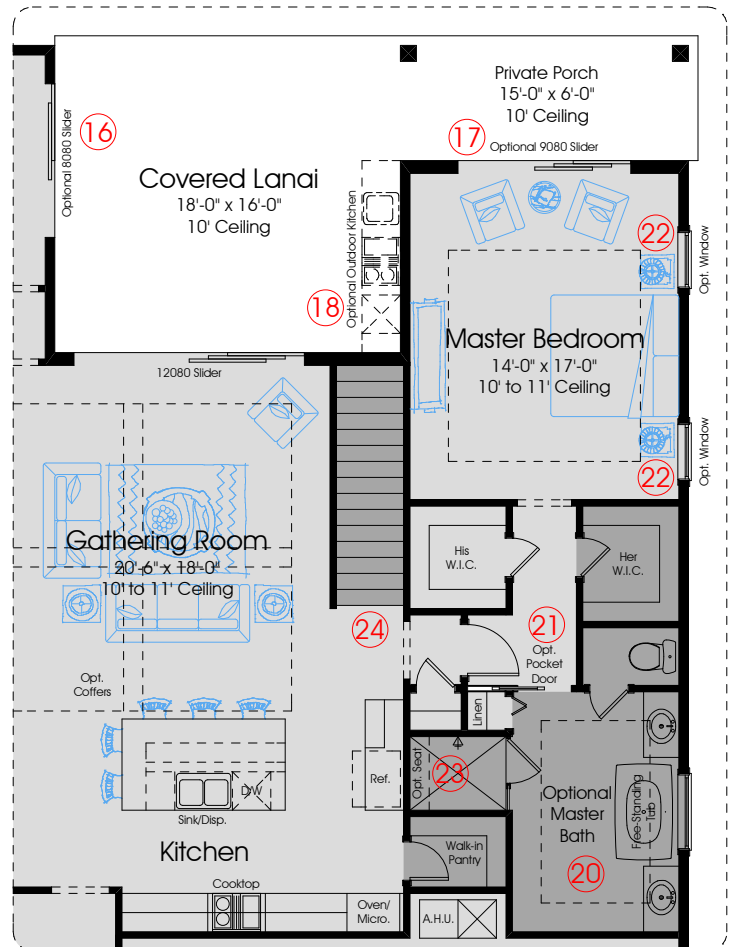 Private Porch
15'-0" x 6'-0"
10' Ceiling
16
17
Optional 9080 Slider
Optional 8080 Slider
Covered Lanai
18'-0" x 16'-0"
10' Ceiling
Optional Outdoor Kitchen
18
22
Opt. Window
Master Bedroom
14'-0" x 17'-0"
10' to 11' Ceiling
12080 Slider
22
Opt. Window
Gathering Room
20'-6" x 18'-0"
10' to 11' Ceiling
His
W.I.C.
Her
W.I.C.
24
21
Opt.
Pocket
Door
Opt.
Coffers
Linen
Ref.
Opt. Seat
23
D/W
Sink/Disp.
Optional
Master
Bath
Free-Standing
Tub
Kitchen
Walk-in
Pantry
20
Cooktop
Oven/
Micro.
A.H.U.